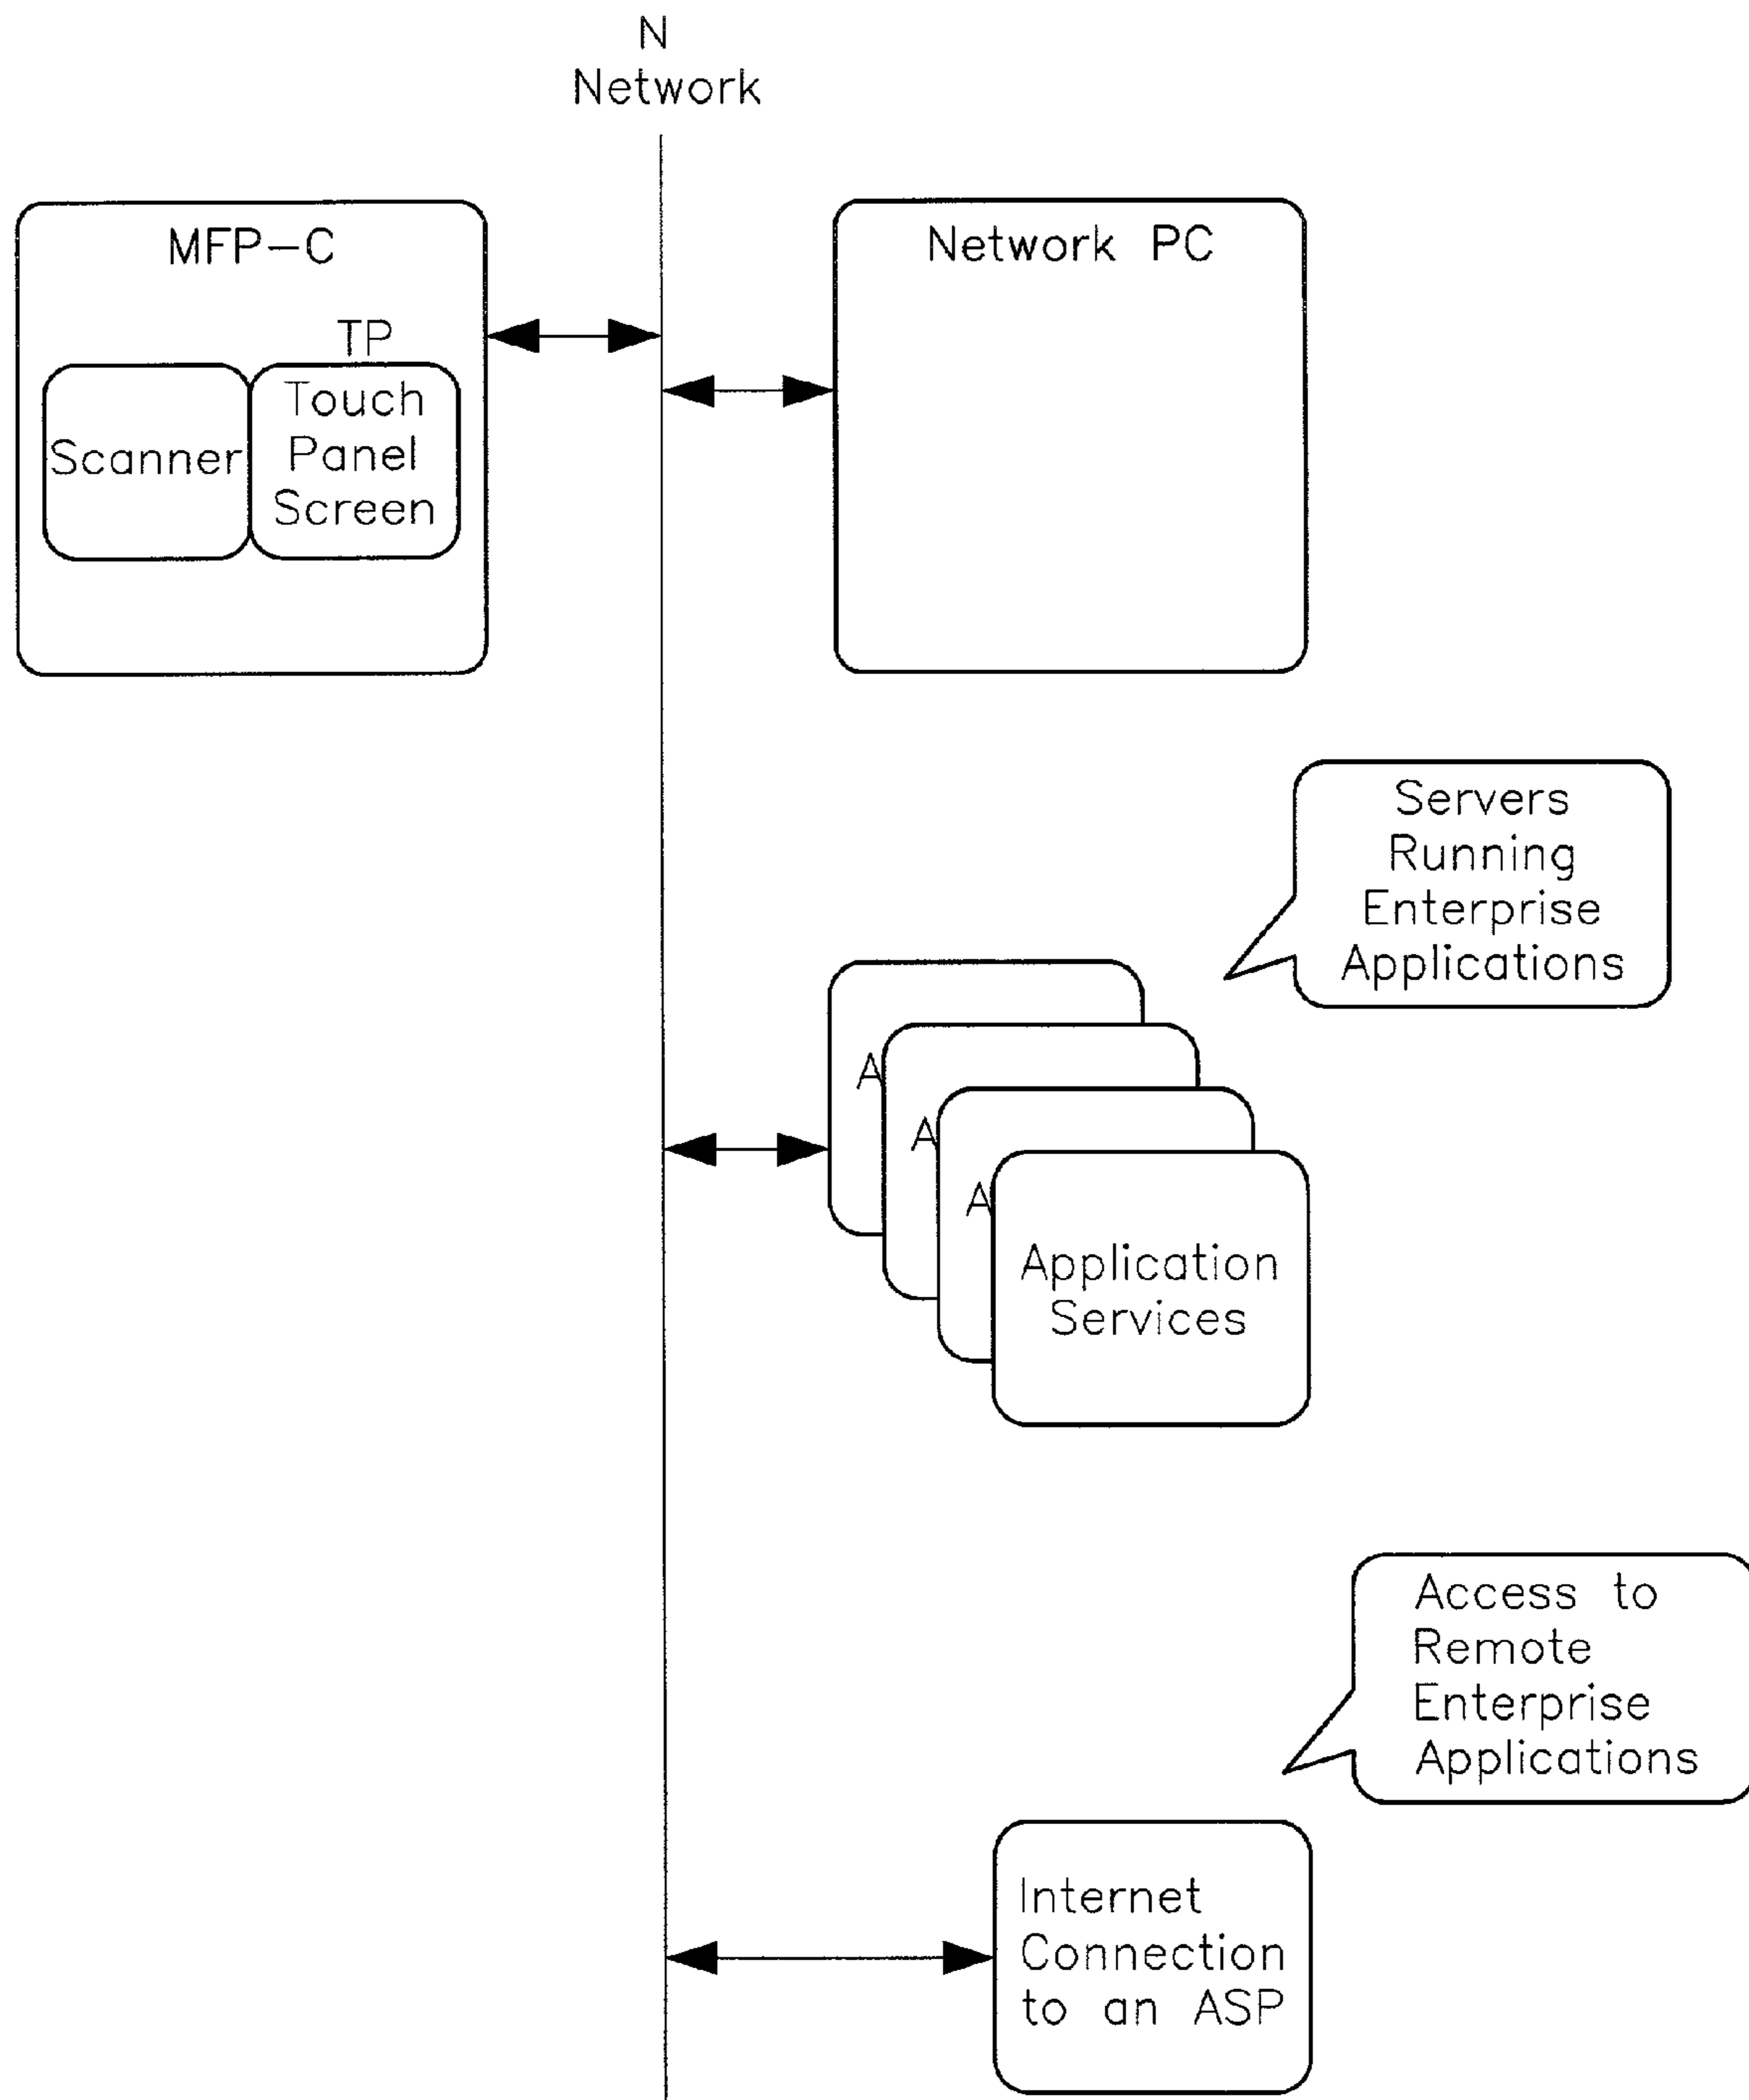 N
Network
MFP-C
TP
Scanner
Touch
Panel
Screen
Network PC
Servers
Running
Enterprise
Applications
A
A
A
Application
Services
Access to
Remote
Enterprise
Applications
Internet
Connection
to an ASP